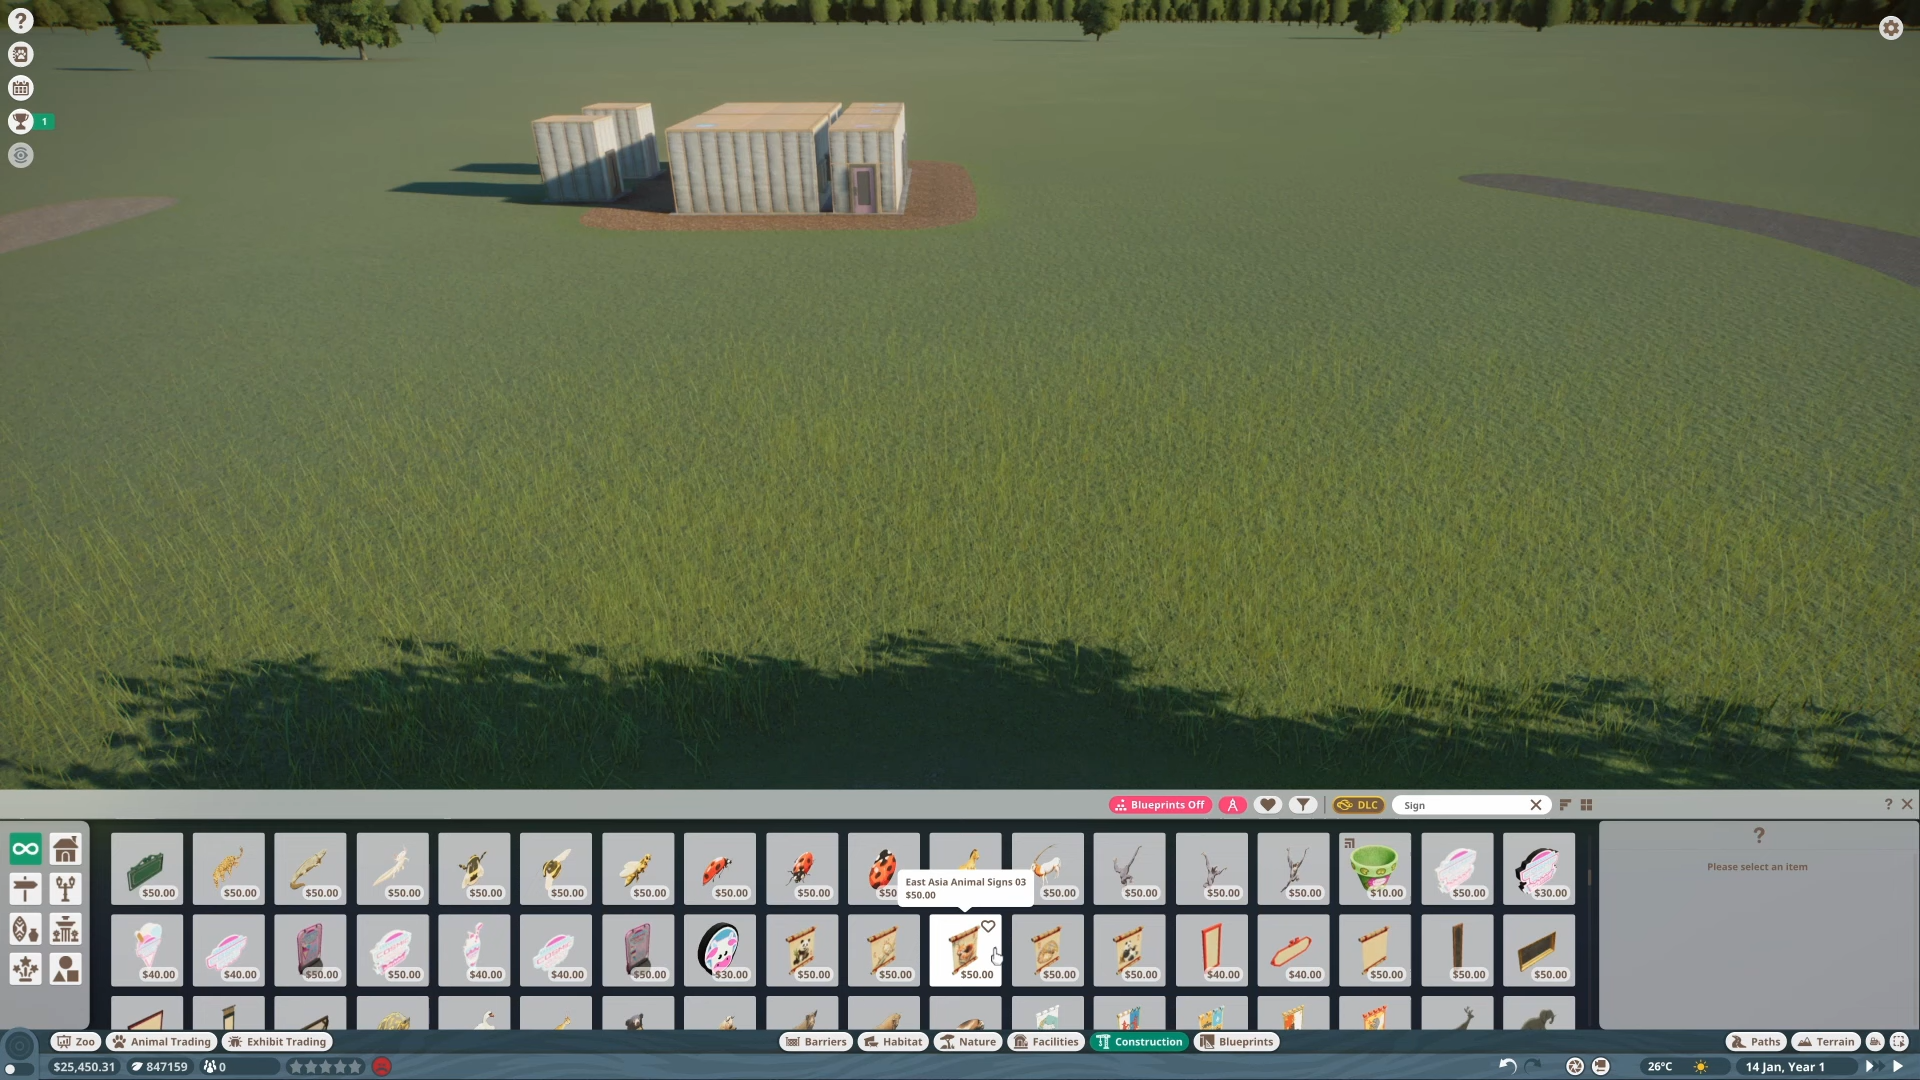 1
Blueprints Off
DLC
Sign
$50.00 $50.00 $50.00 $50.00 $50.00 $50.00 $50.00 $50.00 $50.00 $50 $50.00 $50.00 $50.00 $50.00 $10.00 $50.00 $30.00
East Asia Animal Signs 03
$50.00
$40.00 $40.00 $50.00 $50.00 $40.00 $40.00 $50.00 $30.00 $50.00 $50.00 $50.00 $50.00 $50.00 $40.00 $40.00 $50.00 $50.00 $50.00
?
Please select an item
Zoo Animal Trading Exhibit Trading Barriers Habitat Nature Facilities Construction Blueprints Paths Terrain
$25,450.31 847159 0 26°C 14 Jan, Year 1